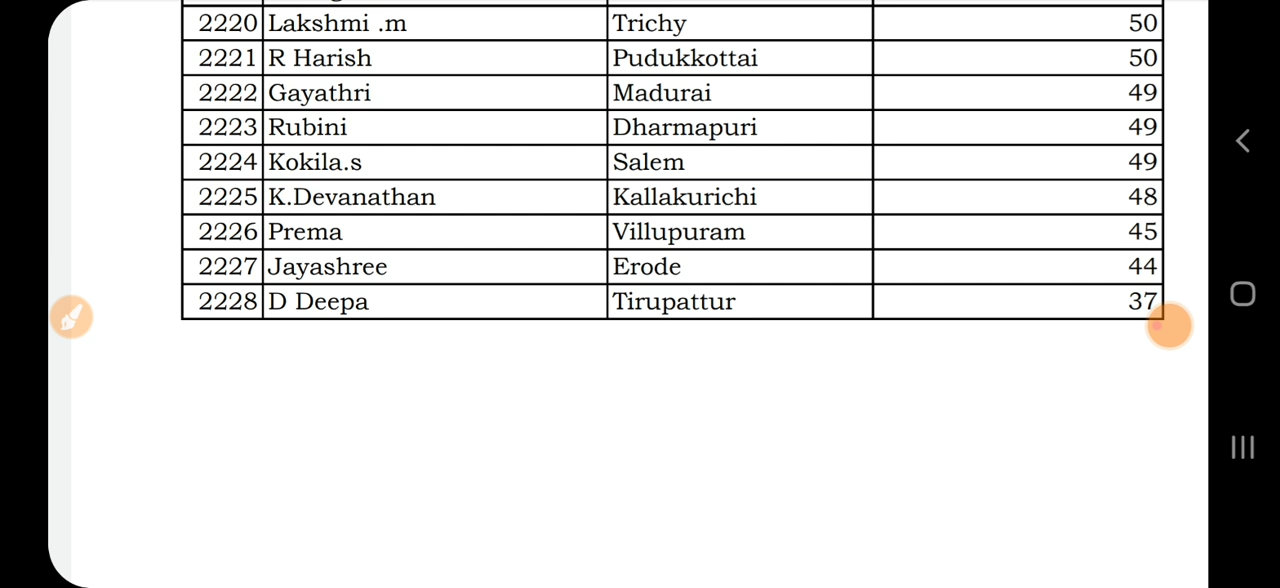 2220 Lakshmi .m Trichy 50
2221 R Harish Pudukkottai 50
2222 Gayathri Madurai 49
2223 Rubini Dharmapuri 49
2224 Kokila.s Salem 49
2225 K.Devanathan Kallakurichi 48
2226 Prema Villupuram 45
2227 Jayashree Erode 44
2228 D Deepa Tirupattur 37